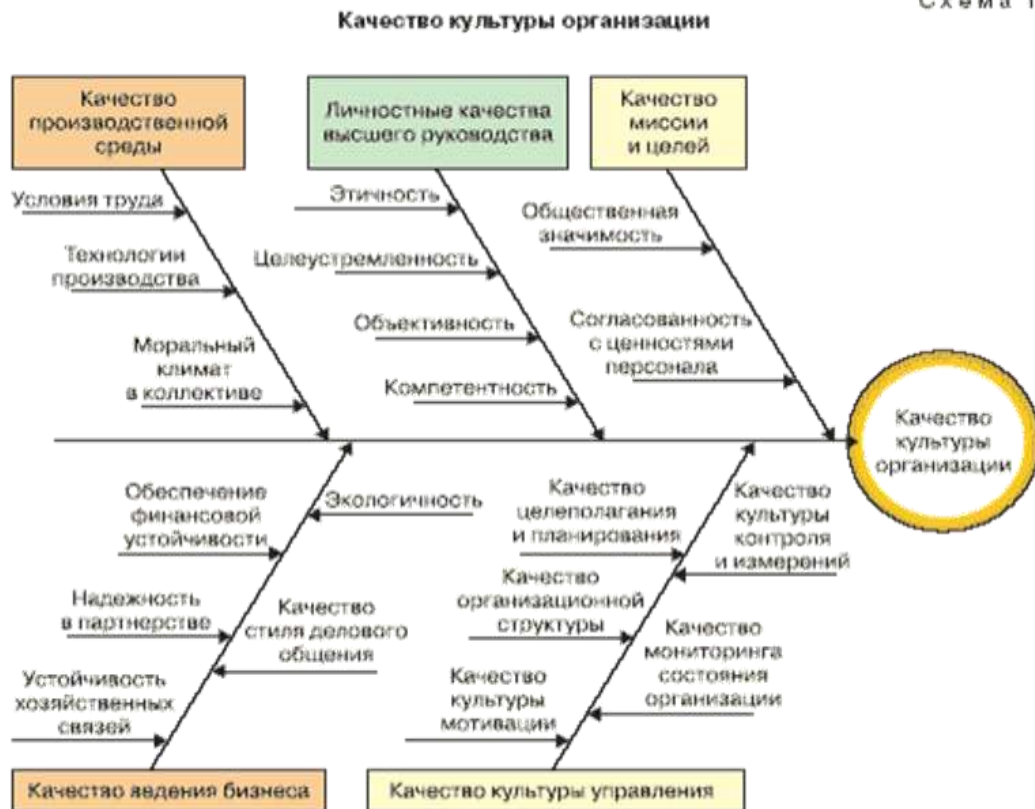 Схема 1
Качество культуры организации
Качество
производственной
среды
Личностные качества
высшего руководства
Качество
миссии
и целей
Условия труда
Технологии
производства
Моральный
климат
в коллективе
Этичность
Целеустремленность
Объективность
Компетентность
Общественная
значимость
Согласованность
с ценностями
персонала
Качество
культуры
организации
Обеспечение
финансовой
устойчивости
Экологичность
Надежность
в партнерстве
Качество
стиля делового
общения
Устойчивость
хозяйственных
связей
Качество
целеполагания
и планирования
Качество
культуры
контроля
и измерений
Качество
организационной
структуры
Качество
мониторинга
состояния
организации
Качество
культуры
мотивации
Качество ведения бизнеса
Качество культуры управления